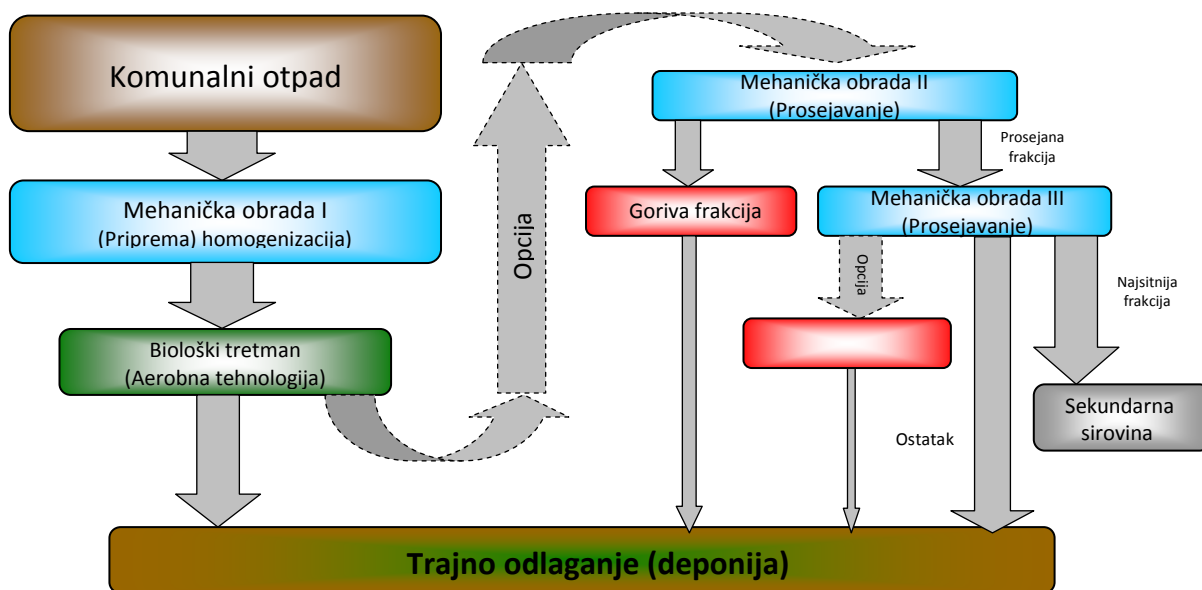 Komunalni otpad
Mehanička obrada I
(Priprema) homogenizacija)
Biološki tretman
(Aerobna tehnologija)
Opcija
Mehanička obrada II
(Prosejavanje)
Prosejana
frakcija
Goriva frakcija
Mehanička obrada III
(Prosejavanje)
Opcija
Najsitnija
frakcija
Sekundarna
sirovina
Ostatak
Trajno odlaganje (deponija)